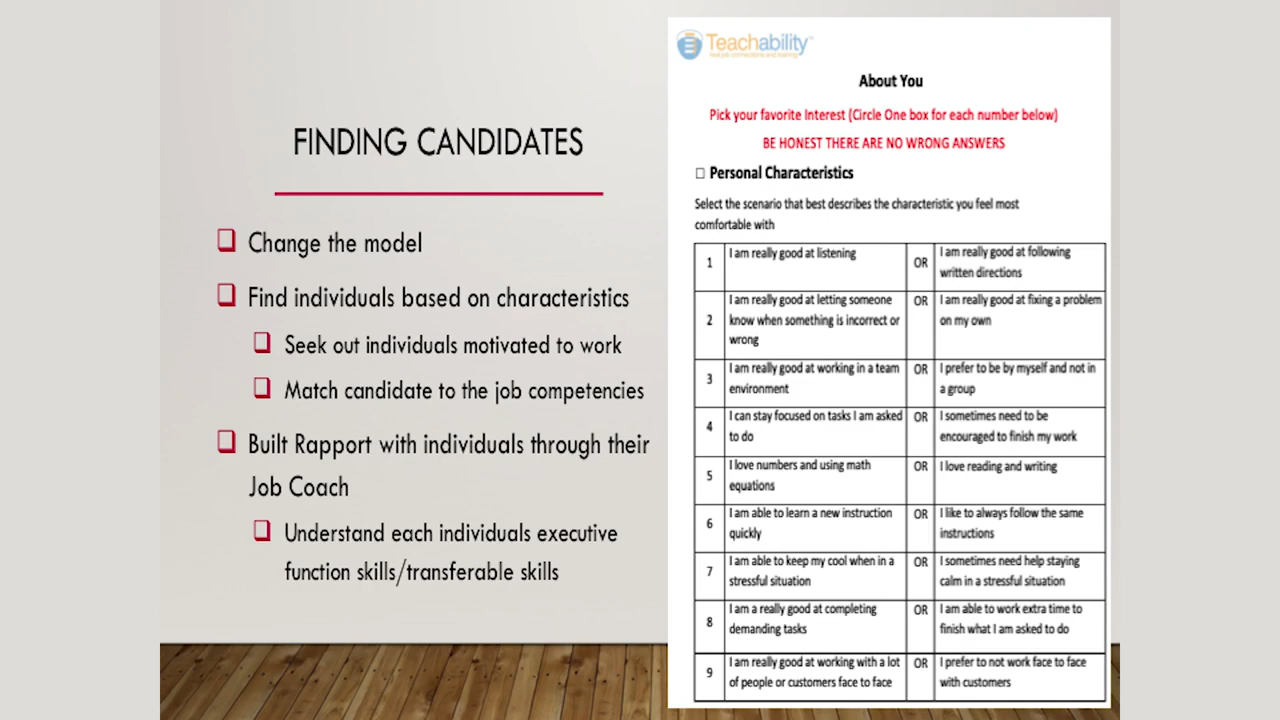 FINDING CANDIDATES
Change the model
Find individuals based on characteristics
Seek out individuals motivated to work
Match candidate to the job competencies
Built Rapport with individuals through their
Job Coach
Understand each individuals executive
function skills/transferable skills
Teachability
About You
Pick your favorite Interest (Circle One box for each number below)
BE HONEST THERE ARE NO WRONG ANSWERS
Personal Characteristics
Select the scenario that best describes the characteristic you feel most
comfortable with
1 I am really good at listening OR I am really good at following
written directions
2 I am really good at letting someone OR I am really good at fixing a problem
know when something is incorrect or on my own
wrong
3 I am really good at working in a team OR I prefer to be by myself and not in
environment a group
4 I can stay focused on tasks I am asked OR I sometimes need to be
to do encouraged to finish my work
5 I love numbers and using math OR I love reading and writing
equations
6 I am able to learn a new instruction OR I like to always follow the same
quickly instructions
7 I am able to keep my cool when in a OR I sometimes need help staying
stressful situation calm in a stressful situation
8 I am a really good at completing OR I am able to work extra time to
demanding tasks finish what I am asked to do
9 I am really good at working with a lot OR I prefer to not work face to face
of people or customers face to face with customers